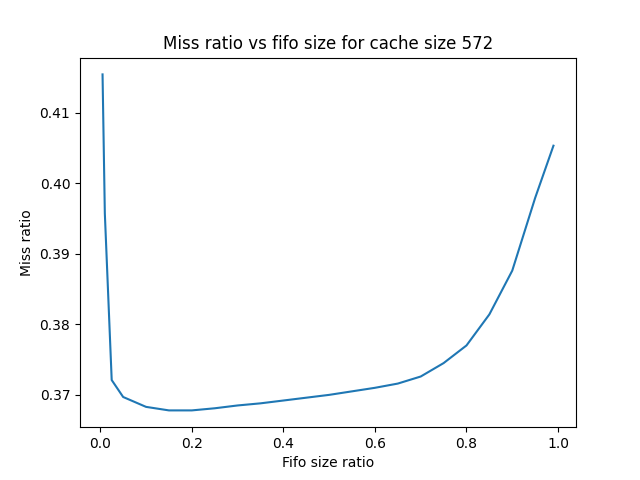 Miss ratio vs fifo size for cache size 572
0.41
0.40
0.39
0.38
0.37
Miss ratio
0.0 0.2 0.4 0.6 0.8 1.0
Fifo size ratio